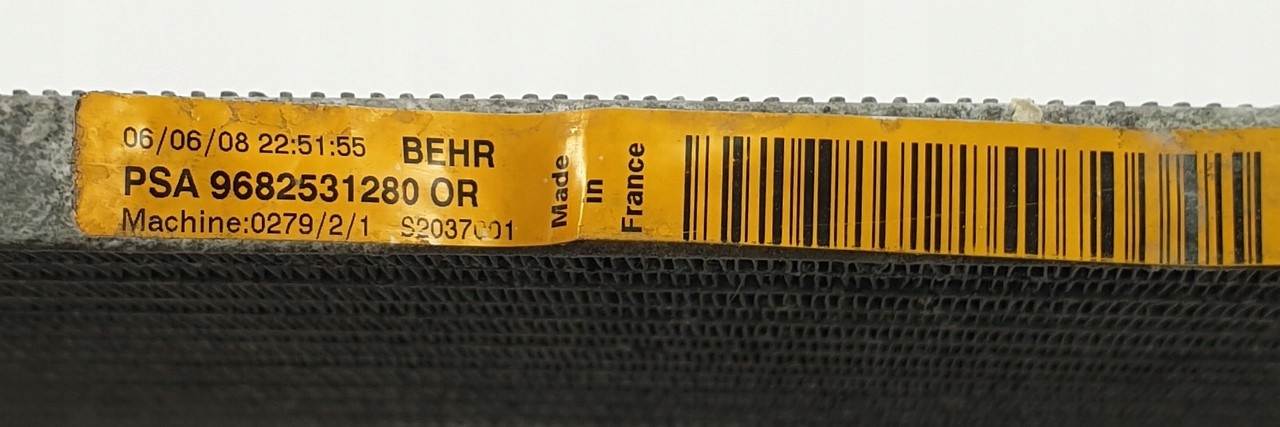 06/06/08 22:51:55 BEHR
PSA 9682531280 OR
Machine:0279/2/1
Made
in
France